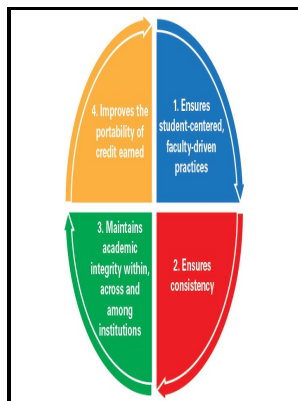 1. Ensures
student-centered,
faculty-driven
practices
2. Ensures
consistency
3. Maintains
academic
integrity within,
across and
among
institutions
4. Improves the
portability of
credit earned